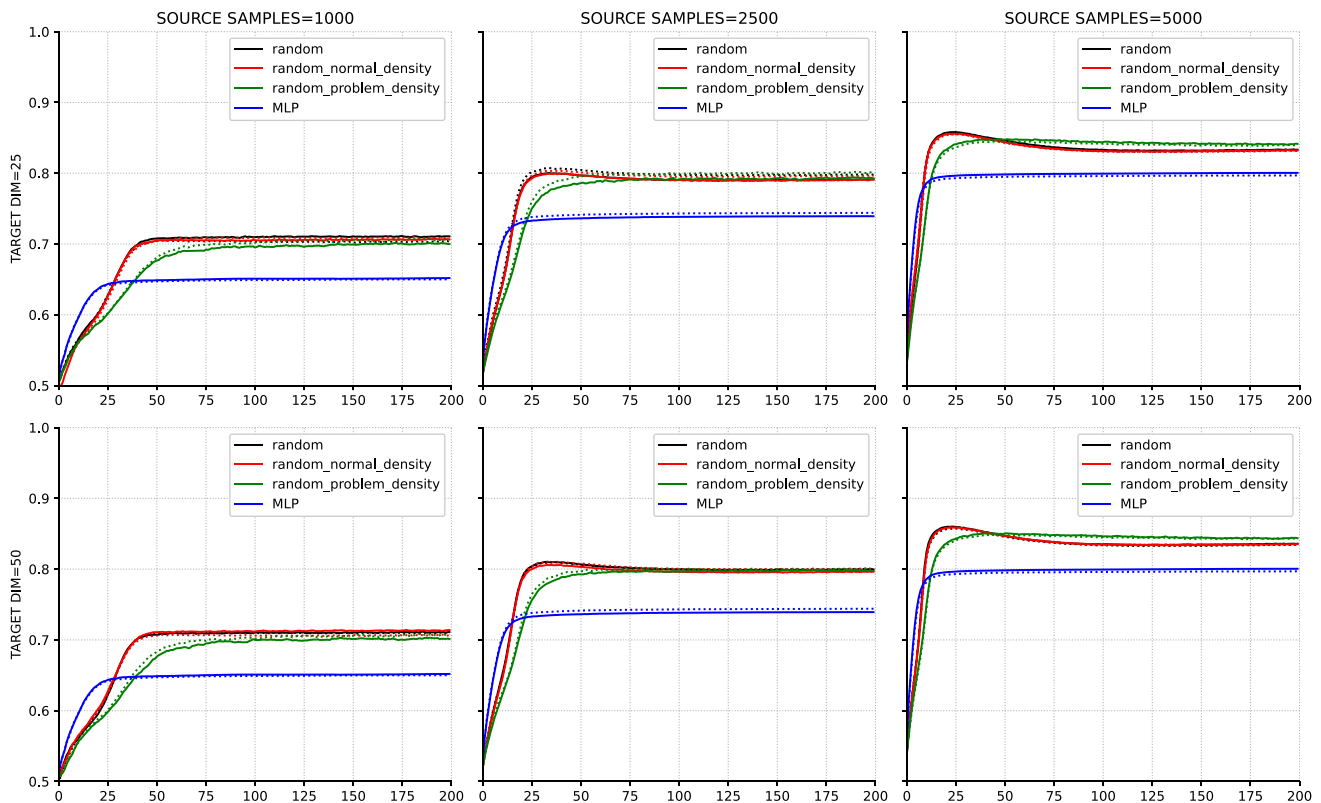 SOURCE SAMPLES=1000
SOURCE SAMPLES=2500
SOURCE SAMPLES=5000
TARGET DIM=25
1.0
0.9
0.8
0.7
0.6
0.5
random
random_normal_density
random_problem_density
MLP
0 25 50 75 100 125 150 175 200
random
random_normal_density
random_problem_density
MLP
0 25 50 75 100 125 150 175 200
random
random_normal_density
random_problem_density
MLP
0 25 50 75 100 125 150 175 200
TARGET DIM=50
1.0
0.9
0.8
0.7
0.6
0.5
random
random_normal_density
random_problem_density
MLP
0 25 50 75 100 125 150 175 200
random
random_normal_density
random_problem_density
MLP
0 25 50 75 100 125 150 175 200
random
random_normal_density
random_problem_density
MLP
0 25 50 75 100 125 150 175 200